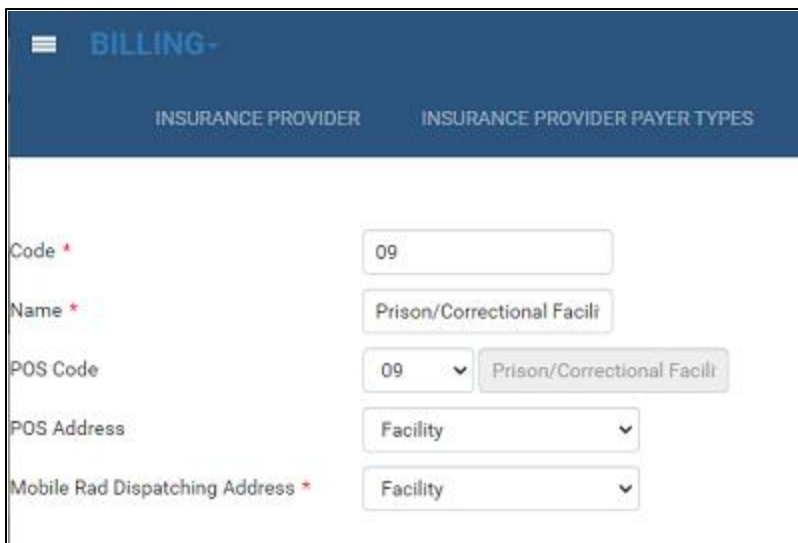 BILLING-
INSURANCE PROVIDER INSURANCE PROVIDER PAYER TYPES
Code * 09
Name * Prison/Correctional Facili
POS Code 09 Prison/Correctional Facili
POS Address Facility
Mobile Rad Dispatching Address * Facility